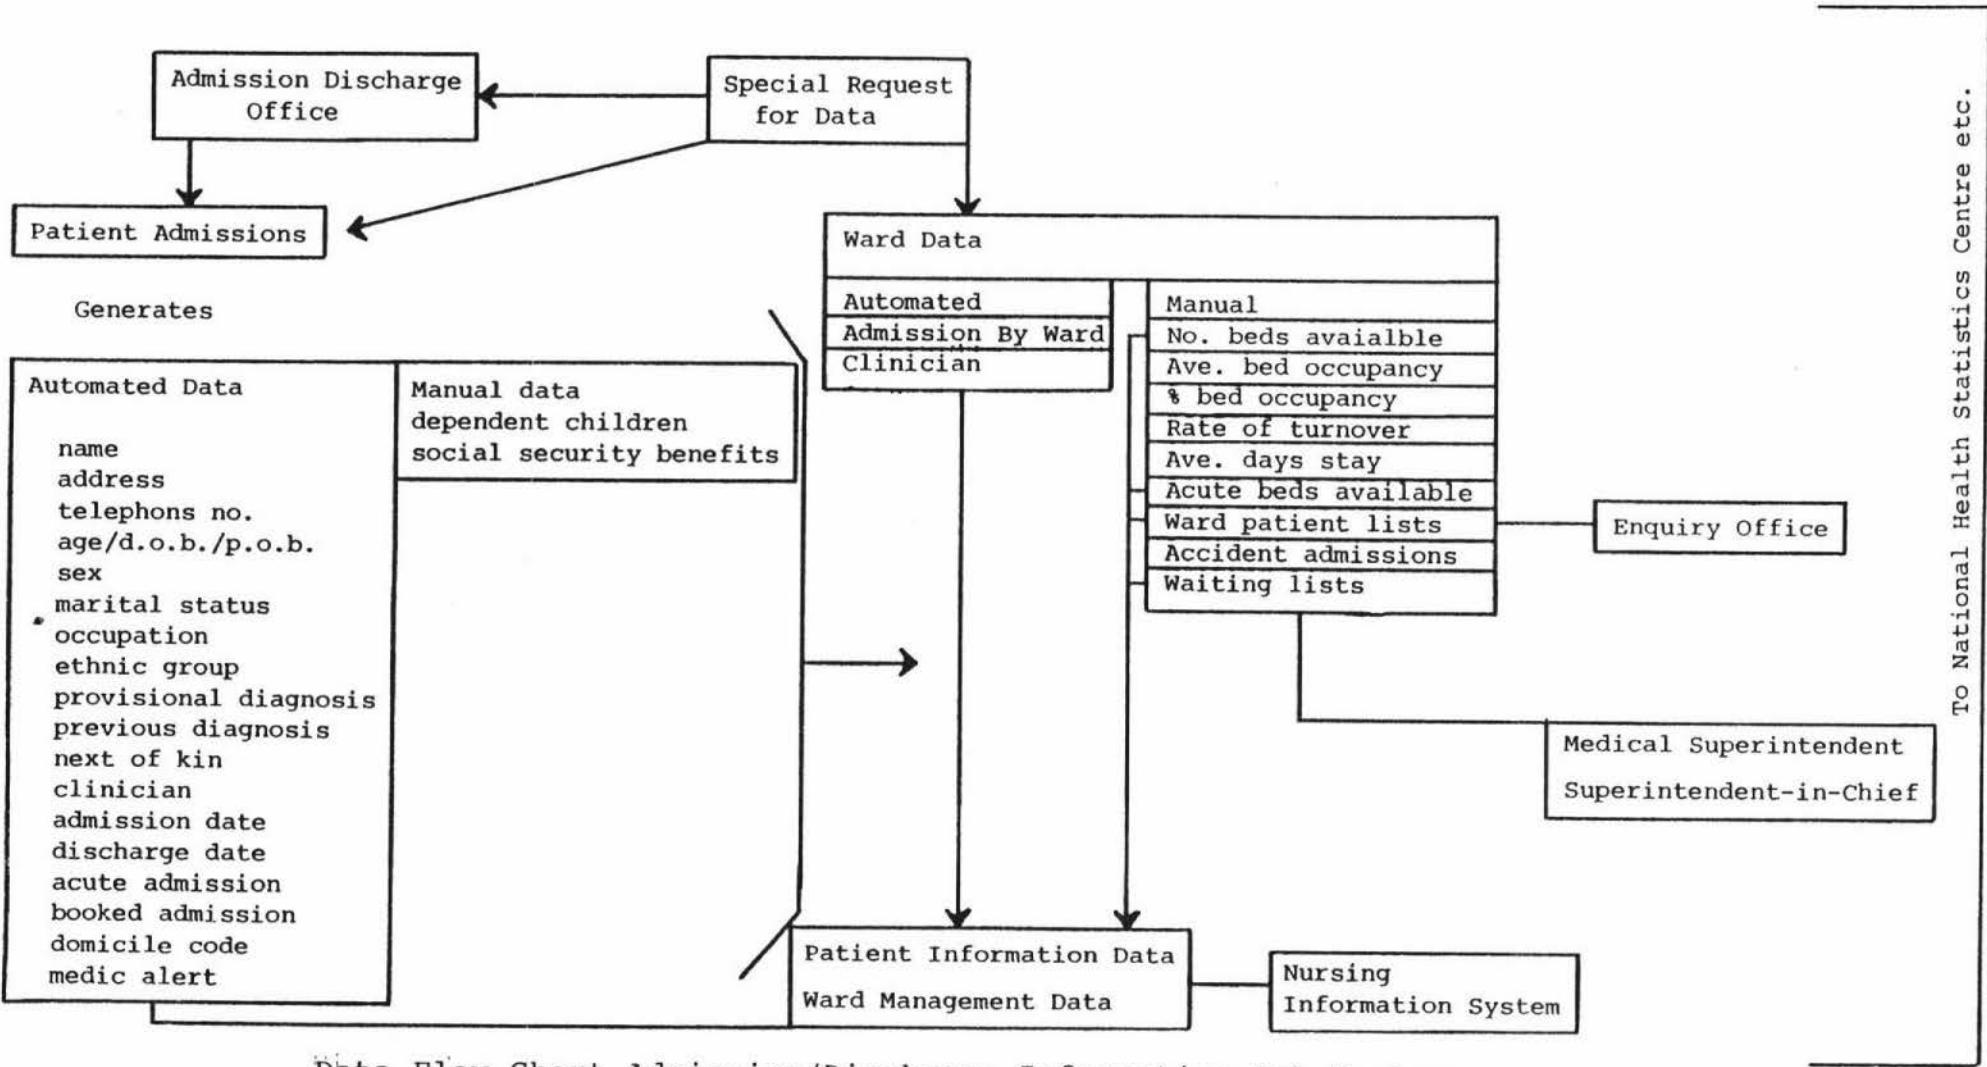 Admission Discharge
Office
Special Request
for Data
Patient Admissions
Generates
Automated Data
name
address
telephons no.
age/d.o.b./p.o.b.
sex
marital status
occupation
ethnic group
provisional diagnosis
previous diagnosis
next of kin
clinician
admission date
discharge date
acute admission
booked admission
domicile code
medic alert
Manual data
dependent children
social security benefits
Ward Data
Automated
Admission By Ward
Clinician
Manual
No. beds avaialble
Ave. bed occupancy
% bed occupancy
Rate of turnover
Ave. days stay
Acute beds available
Ward patient lists
Accident admissions
Waiting lists
Enquiry Office
Medical Superintendent
Superintendent-in-Chief
Patient Information Data
Ward Management Data
Nursing
Information System
To National Health Statistics Centre etc.
Data Flow Chart